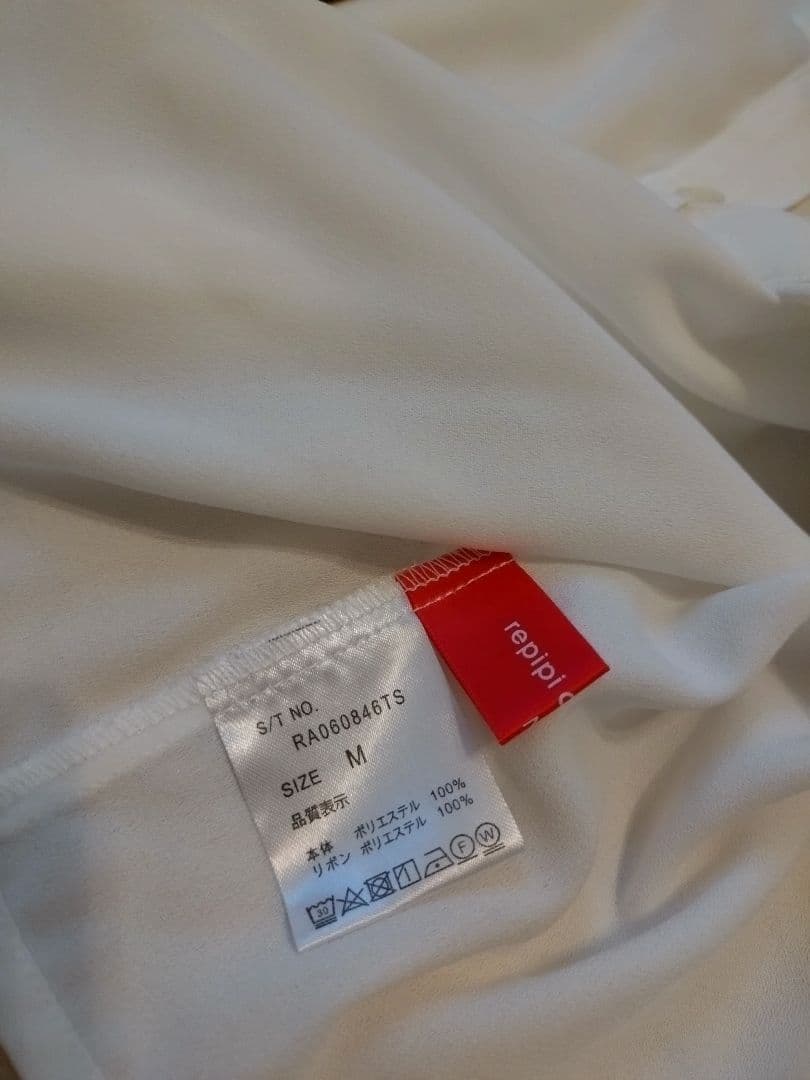 repipi
S/T NO.
RA060846TS
SIZE M
品質表示
本体 ポリエステル 100%
リボン ポリエステル 100%
30
F W